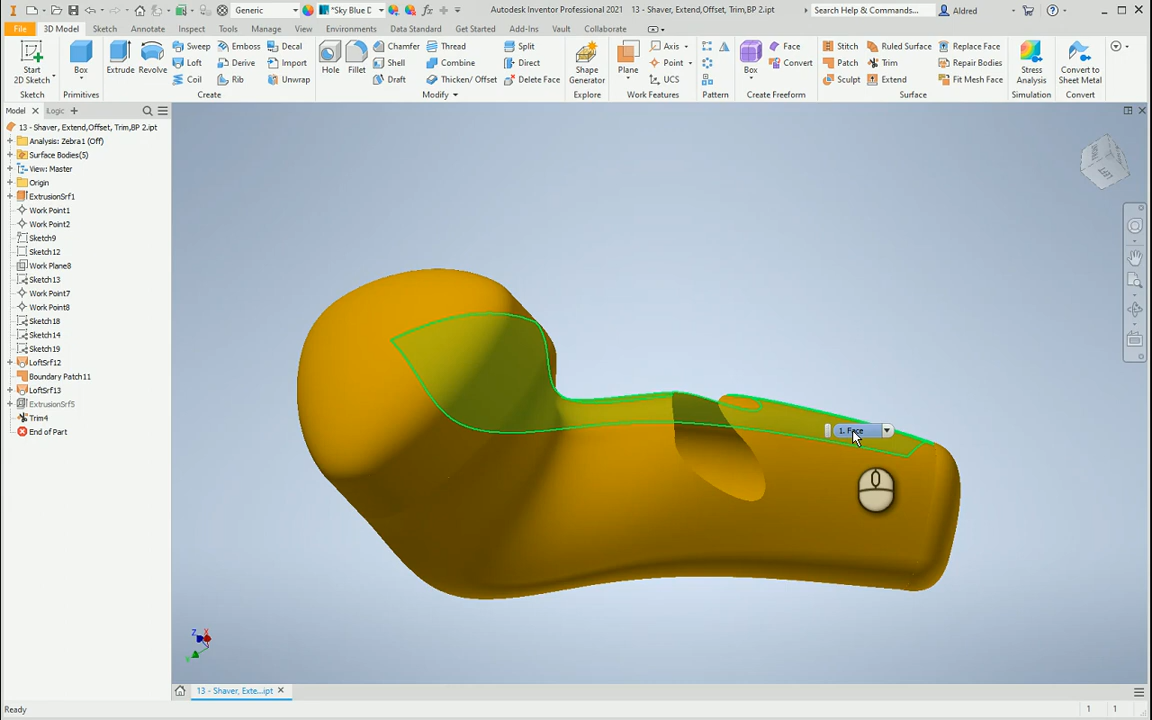 Generic
*Sky Blue D
Autodesk Inventor Professional 2021
13 - Shaver, Extend,Offset, Trim,BP 2.ipt
Search Help & Commands...
Aldred
File
3D Model
Sketch
Annotate
Inspect
Tools
Manage
View
Environments
Data Standard
Get Started
Add-Ins
Vault
Collaborate
Start
2D Sketch
Sketch
Box
Primitives
Extrude
Revolve
Sweep
Emboss
Decal
Loft
Derive
Import
Coil
Rib
Unwrap
Create
Hole
Fillet
Chamfer
Thread
Split
Shell
Combine
Direct
Draft
Thicken/ Offset
Delete Face
Modify
Shape
Generator
Explore
Plane
Axis
Point
UCS
Work Features
Pattern
Box
Face
Convert
Create Freeform
Stitch
Ruled Surface
Replace Face
Patch
Trim
Repair Bodies
Sculpt
Extend
Fit Mesh Face
Surface
Stress
Analysis
Simulation
Convert to
Sheet Metal
Convert
Model
Logic
13 - Shaver, Extend,Offset, Trim,BP 2.ipt
Analysis: Zebra1 (Off)
Surface Bodies(5)
View: Master
Origin
ExtrusionSrf1
Work Point1
Work Point2
Sketch9
Sketch12
Work Plane8
Sketch13
Work Point7
Work Point8
Sketch18
Sketch14
Sketch19
LoftSrf12
Boundary Patch11
LoftSrf13
ExtrusionSrf5
Trim4
End of Part
1. Face
Z
X
Y
13 - Shaver, Exte...ipt
Ready
1
1